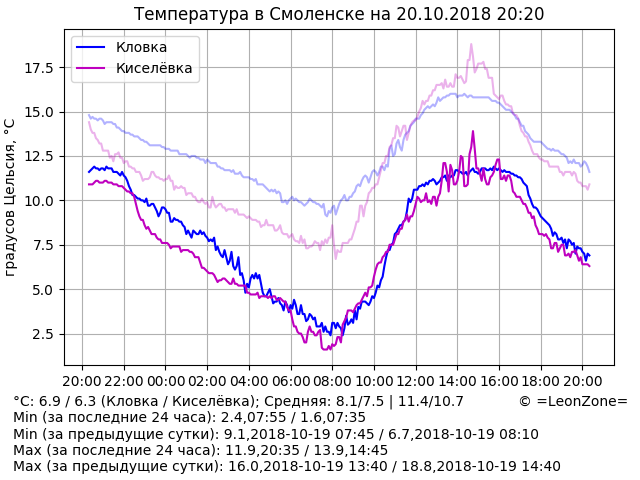 Температура в Смоленске на 20.10.2018 20:20
Кловка
Киселёвка
градусов Цельсия, °C
17.5
15.0
12.5
10.0
7.5
5.0
2.5
20:00 22:00 00:00 02:00 04:00 06:00 08:00 10:00 12:00 14:00 16:00 18:00 20:00
°C: 6.9 / 6.3 (Кловка / Киселёвка); Средняя: 8.1/7.5 | 11.4/10.7 © =LeonZone=
Min (за последние 24 часа): 2.4,07:55 / 1.6,07:35
Min (за предыдущие сутки): 9.1,2018-10-19 07:45 / 6.7,2018-10-19 08:10
Max (за последние 24 часа): 11.9,20:35 / 13.9,14:45
Max (за предыдущие сутки): 16.0,2018-10-19 13:40 / 18.8,2018-10-19 14:40